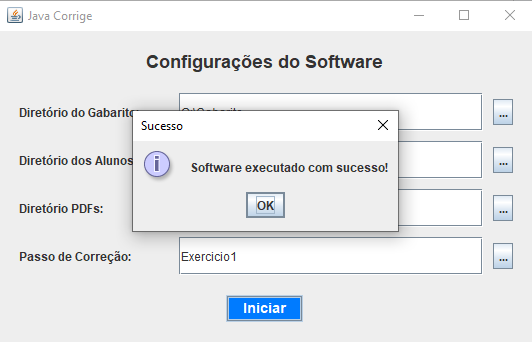 Java Corrige
Configurações do Software
Diretório do Gabarito
...
Sucesso
Software executado com sucesso!
OK
Diretório dos Alunos
...
Diretório PDFs:
...
Passo de Correção:
Exercicio1
...
Iniciar